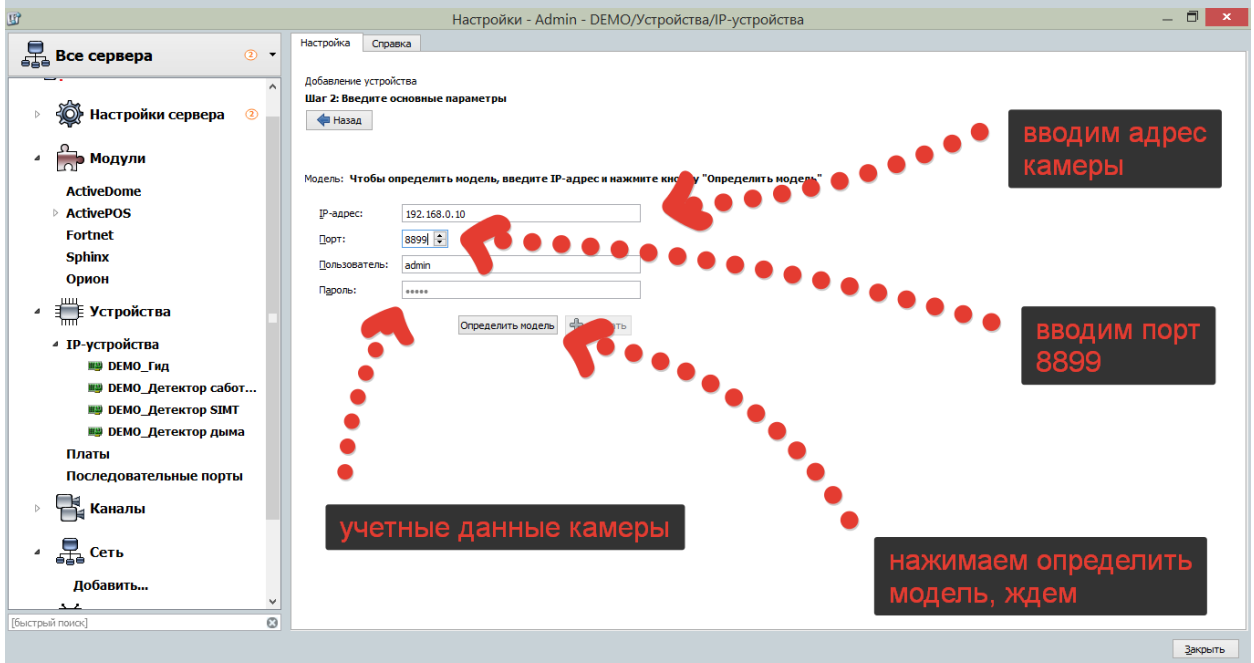 Настройки - Admin - DEMO/Устройства/IP-устройства
Все сервера 2
Настройки сервера 2
Модули
ActiveDome
ActivePOS
Fortnet
Sphinx
Орион
Устройства
IP-устройства
DEMO_Гид
DEMO_Детектор сабот...
DEMO_Детектор SIMT
DEMO_Детектор дыма
Платы
Последовательные порты
Каналы
Сеть
Добавить...
[быстрый поиск]
Настройка Справка
Добавление устройства
Шаг 2: Введите основные параметры
Назад
Модель: Чтобы определить модель, введите IP-адрес и нажмите "Определить модель"
IP-адрес: 192.168.0.10
Порт: 8899
Пользователь: admin
Пароль: •••••
Определить модель
вводим адрес
камеры
вводим порт
8899
учетные данные камеры
нажимаем определить
модель, ждем
Закрыть